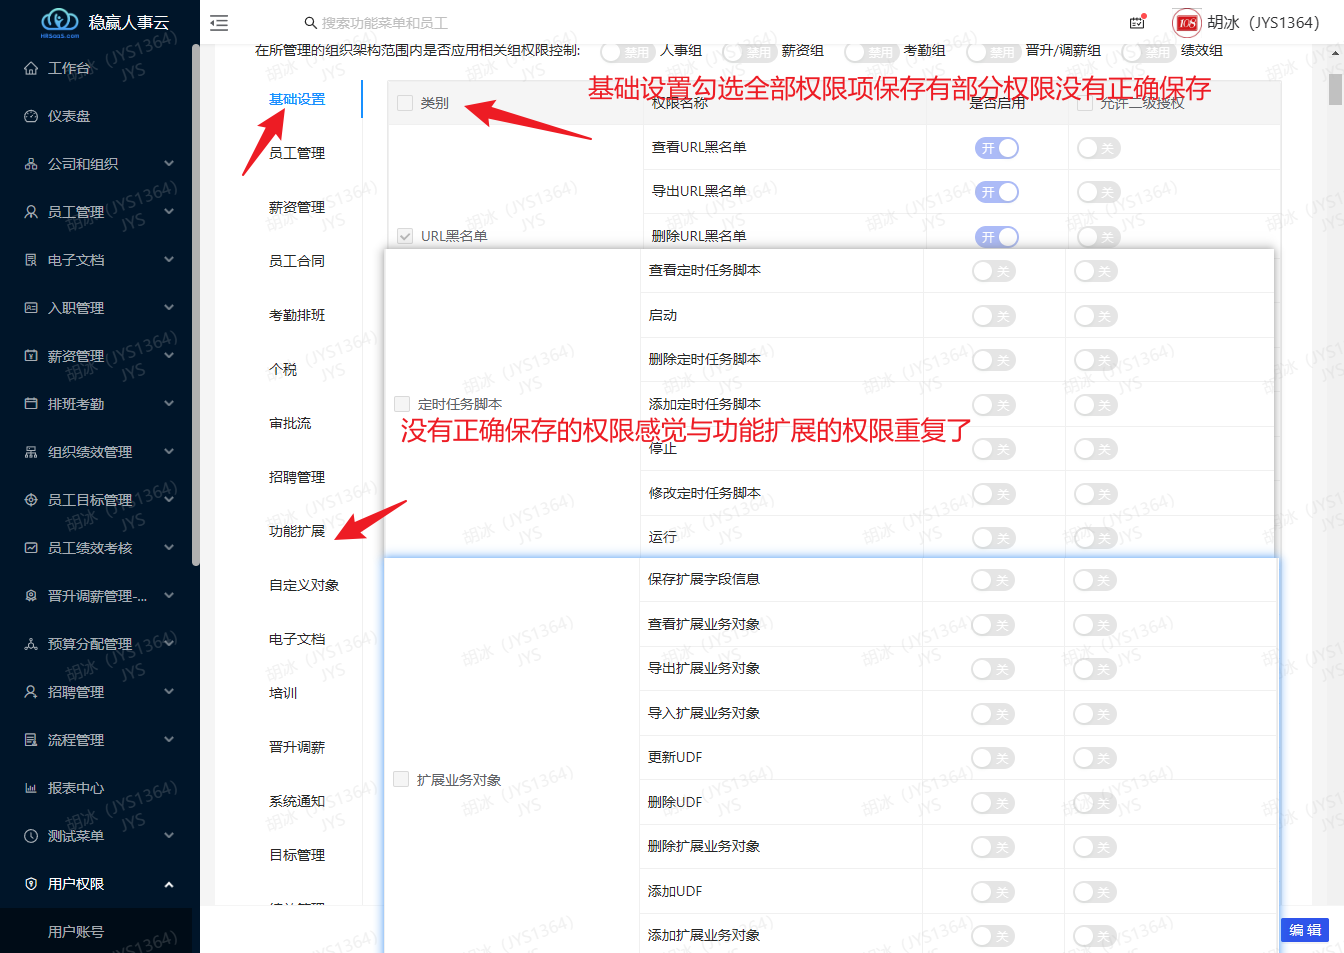 稳赢人事云
HRSaaS.com
搜索功能菜单和员工
胡冰（JYS1364）
在所管理的组织架构范围内是否应用相关组权限控制:
禁用 人事组
禁用 薪资组
禁用 考勤组
禁用 晋升/调薪组
禁用 绩效组
工作台
仪表盘
公司和组织
员工管理
电子文档
入职管理
薪资管理
排班考勤
组织绩效管理
员工目标管理
员工绩效考核
晋升调薪管理-...
预算分配管理
招聘管理
流程管理
报表中心
测试菜单
用户权限
用户账号
基础设置
员工管理
薪资管理
员工合同
考勤排班
个税
审批流
招聘管理
功能扩展
自定义对象
电子文档
培训
晋升调薪
系统通知
目标管理
绩效管理
基础设置勾选全部权限项保存有部分权限没有正确保存
类别
权限名称
是否启用
允许二级授权
URL黑名单
查看URL黑名单 开 关
导出URL黑名单 开 关
删除URL黑名单 开 关
定时任务脚本
查看定时任务脚本 关 关
启动 关 关
删除定时任务脚本 关 关
添加定时任务脚本 关 关
没有正确保存的权限感觉与功能扩展的权限重复了
停止 关 关
修改定时任务脚本 关 关
运行 关 关
扩展业务对象
保存扩展字段信息 关 关
查看扩展业务对象 关 关
导出扩展业务对象 关 关
导入扩展业务对象 关 关
更新UDF 关 关
删除UDF 关 关
删除扩展业务对象 关 关
添加UDF 关 关
添加扩展业务对象 关 关
编 辑
胡冰（JYS1364）
JYS